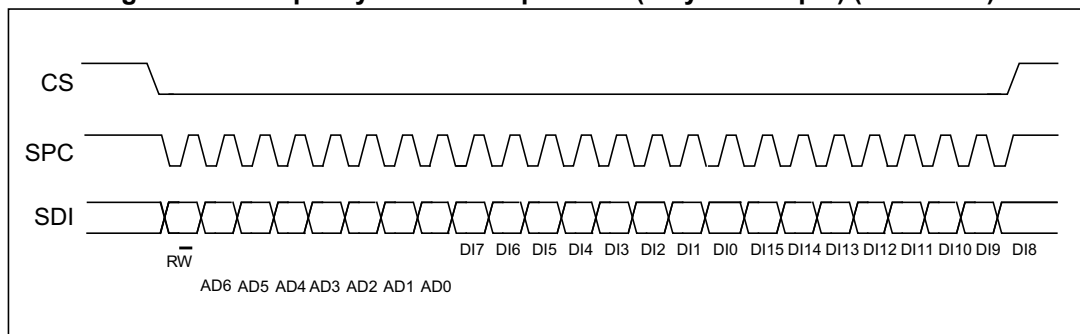 CS
SPC
SDI
DI7 DI6 DI5 DI4 DI3 DI2 DI1 DI0 DI15 DI14 DI13 DI12 DI11 DI10 DI9 DI8
RW
AD6 AD5 AD4 AD3 AD2 AD1 AD0